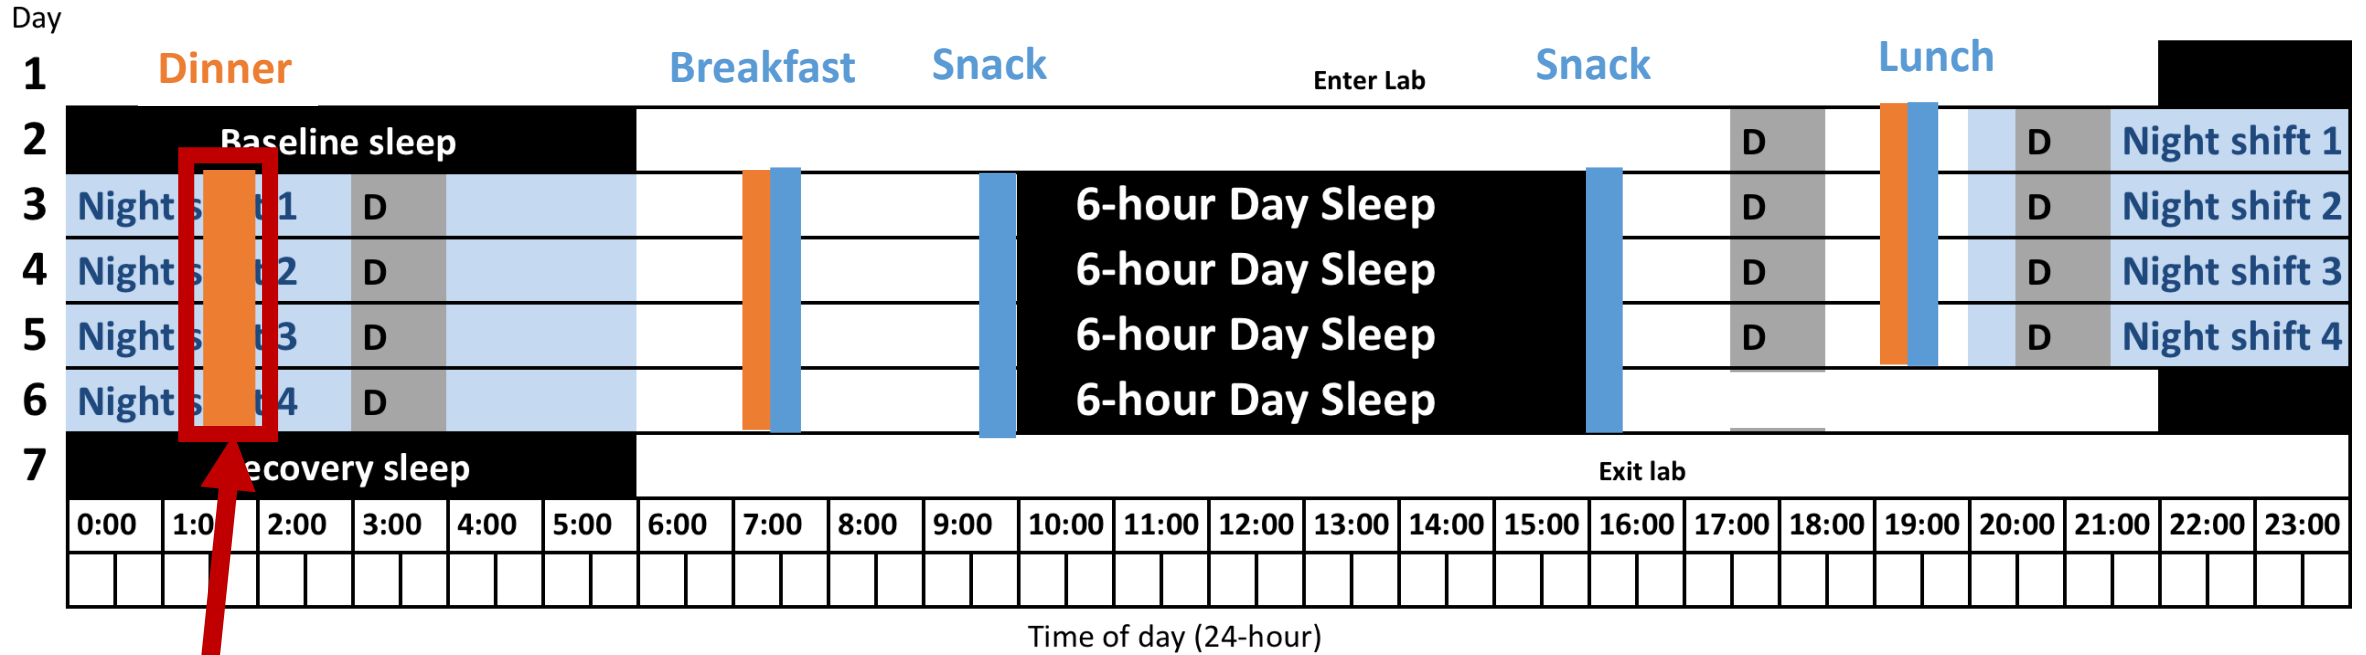 Day
1 Dinner Breakfast Snack Enter Lab Snack Lunch
2 Baseline sleep D D Night shift 1
3 Night s t 1 D 6-hour Day Sleep D D Night shift 2
4 Night s t 2 D 6-hour Day Sleep D D Night shift 3
5 Night s t 3 D 6-hour Day Sleep D D Night shift 4
6 Night s t 4 D 6-hour Day Sleep
7 ecovery sleep Exit lab
0:00 1:0 2:00 3:00 4:00 5:00 6:00 7:00 8:00 9:00 10:00 11:00 12:00 13:00 14:00 15:00 16:00 17:00 18:00 19:00 20:00 21:00 22:00 23:00
Time of day (24-hour)